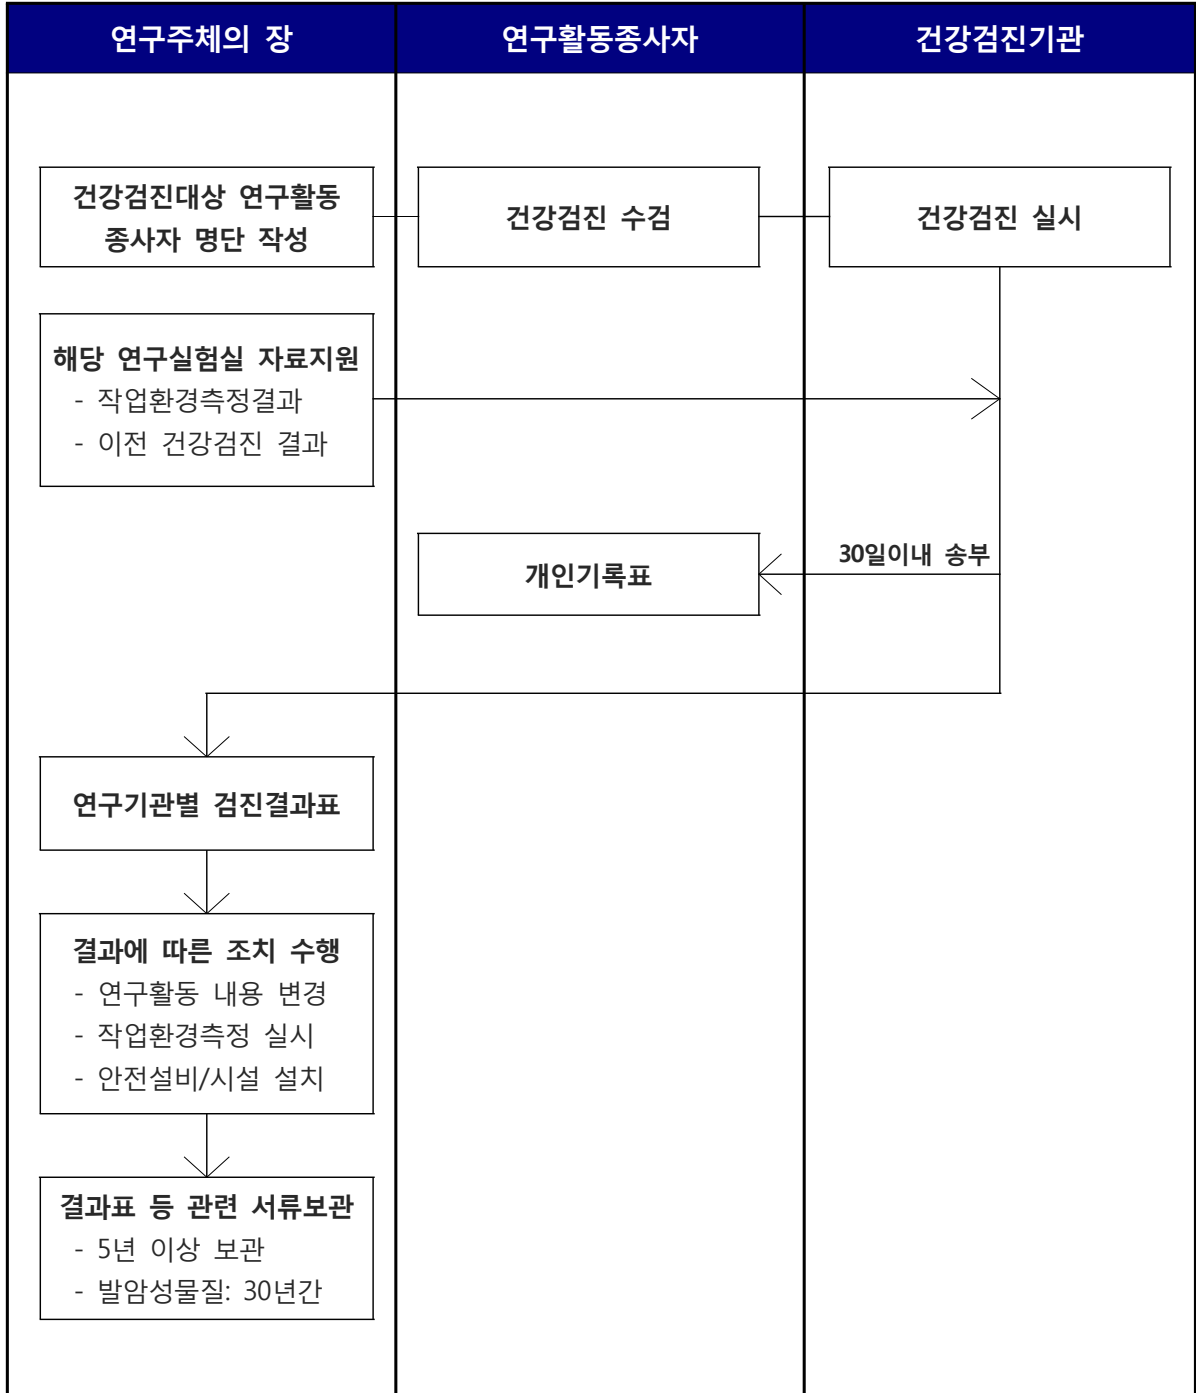 연구주체의 장
연구활동종사자
건강검진기관
건강검진대상 연구활동
종사자 명단 작성
건강검진 수검
건강검진 실시
해당 연구실험실 자료지원
- 작업환경측정결과
- 이전 건강검진 결과
30일이내 송부
개인기록표
연구기관별 검진결과표
결과에 따른 조치 수행
- 연구활동 내용 변경
- 작업환경측정 실시
- 안전설비/시설 설치
결과표 등 관련 서류보관
- 5년 이상 보관
- 발암성물질: 30년간